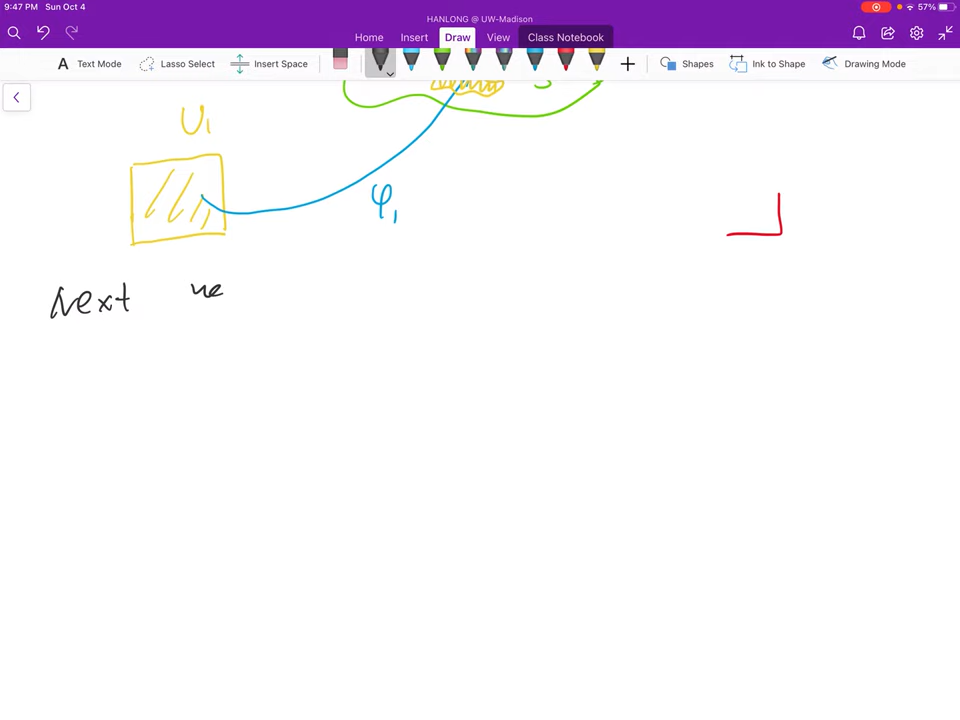 9:47 PM Sun Oct 4
57%
HANLONG @ UW-Madison
Home Insert Draw View Class Notebook
Text Mode Lasso Select Insert Space Shapes Ink to Shape Drawing Mode
U1
φ1
Next we